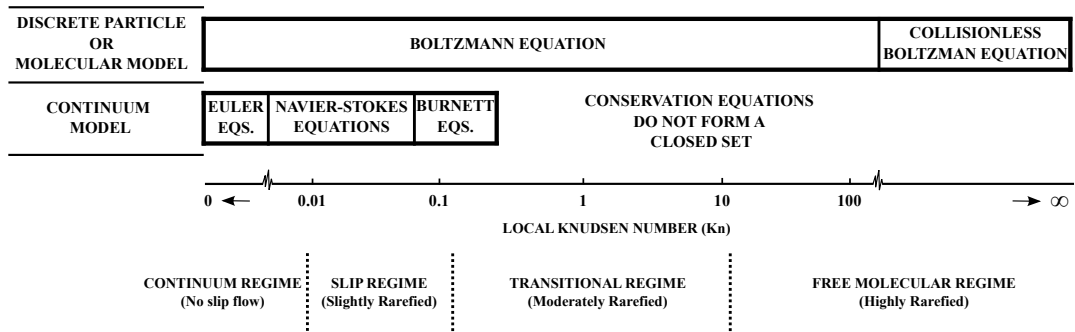 DISCRETE PARTICLE
OR
MOLECULAR MODEL
BOLTZMANN EQUATION
COLLISIONLESS
BOLTZMAN EQUATION
CONTINUUM
MODEL
EULER
EQS.
NAVIER-STOKES
EQUATIONS
BURNETT
EQS.
CONSERVATION EQUATIONS
DO NOT FORM A
CLOSED SET
0
0.01
0.1
1
10
100
∞
LOCAL KNUDSEN NUMBER (Kn)
CONTINUUM REGIME
(No slip flow)
SLIP REGIME
(Slightly Rarefied)
TRANSITIONAL REGIME
(Moderately Rarefied)
FREE MOLECULAR REGIME
(Highly Rarefied)